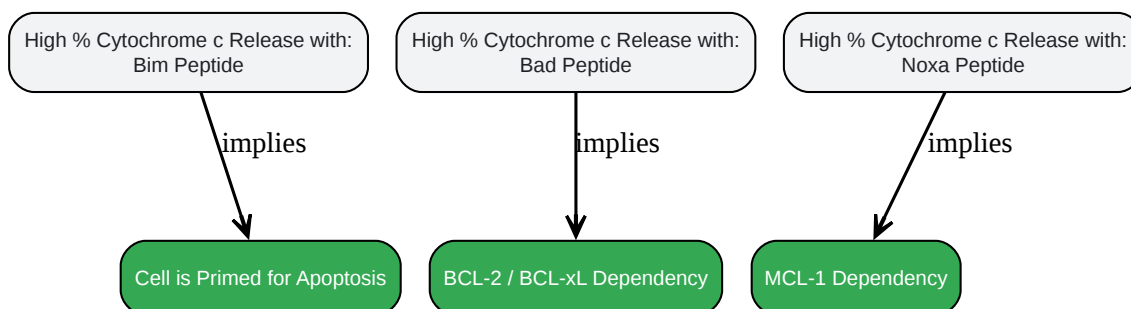 High % Cytochrome c Release with:
Bim Peptide
High % Cytochrome c Release with:
Bad Peptide
High % Cytochrome c Release with:
Noxa Peptide
implies
implies
implies
Cell is Primed for Apoptosis
BCL-2 / BCL-xL Dependency
MCL-1 Dependency